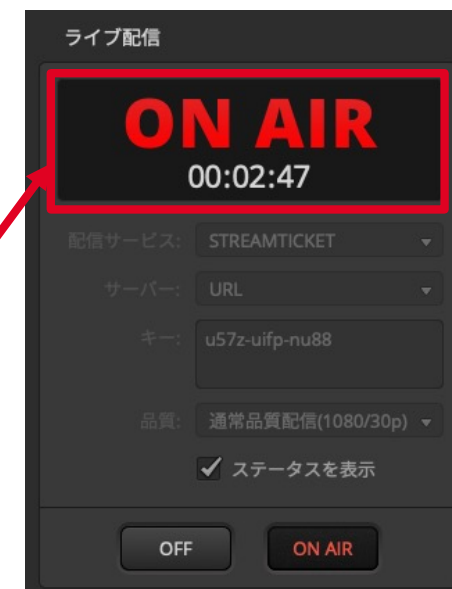 ライブ配信
ON AIR
00:02:47
配信サービス: STREAMTICKET
サーバー: URL
キー: u57z-uifp-nu88
品質: 通常品質配信(1080/30p)
ステータスを表示
OFF ON AIR